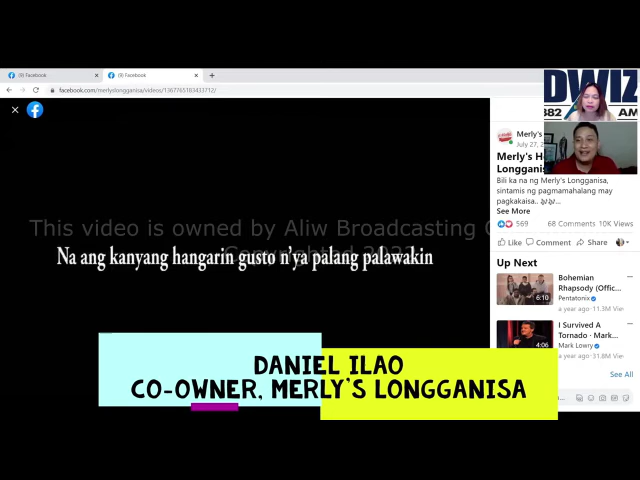 (9) Facebook
(9) Facebook
facebook.com/merryslongganisa/videos/1367765183433712/
DWIZ
882 AM
Merly's
July 27,
Merly's H
Longganis
Bili ka na ng Merly's Longganisa,
sintamis ng pagmamahalang may
pagkakaisa..
See More
569 68 Comments 10K Views
Like Comment Share
This video is owned by Aliw Broadcasting
Na ang kanyang hangarin gusto n'ya palang palawakin
Up Next
Bohemian
Rhapsody (Offic...
Pentatonix
a year ago · 11.3M Vie
6:10
I Survived A
Tornado · Mark...
Mark Lowry
a year ago · 31.8M Vie
4:06
See All
DANIEL ILAO
CO-OWNER, MERLY'S LONGGANISA